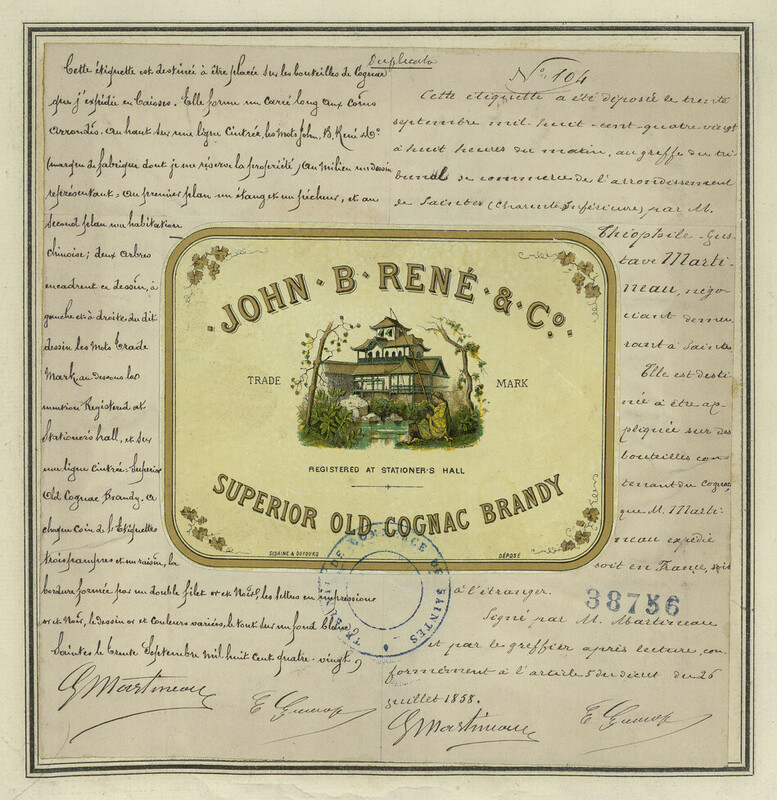 Duplicata
Cette étiquette est destinée à être placée sur les bouteilles de Cognac
que j'expédie en Caisses. Elle forme un carré long aux coins
arrondis. Au haut sur une ligne Cintrée, les mots John. B. René & Cº
(marque de fabrique dont je me réserve la propriété) Au milieu un dessin
représentant: au premier plan un étang et un pêcheur, et au
second plan une habitation
chinoise; deux arbres
encadrent ce dessin, à
gauche et à droite du dit
dessin les Mots Trade
Mark, au dessous la
mention Registered at
Stationer's hall, et sur
une ligne cintrée: Superior
Old Cognac Brandy. A
chaque Coin de l'Etiquettes
trois pampres et un raisin, la
bordure formée par un double filet or et Noir, les lettres en impressions
or et Noir, le dessin or et Couleurs variées, le tout sur un fond blanc
Saintes le trente Septembre mil huit cent quatre-vingt
G Martineau
Nº 104
Cette étiquette a été déposée le trente
septembre mil-huit-cent-quatre-vingt
à huit heures du matin, au greffe du tri-
bunal de commerce de l'arrondissement
de Saintes (Charente Inférieure) par M.
Théophile-Gus-
tave Marti-
neau, négo-
ciant demeu-
rant à Saintes
Elle est desti-
née à être ap-
pliquée sur des
bouteilles con-
tenant du Cognac,
que M. Marti-
neau expédie
soit en France, soit
à l'étranger.
38756
Signé par M. Martineau
et par le greffier après lecture, con-
formément à l'article 5 du décret du 26
juillet 1858.
G Martineau
JOHN · B · RENÉ · & · Co.
TRADE MARK
REGISTERED AT STATIONER'S HALL
SUPERIOR OLD COGNAC BRANDY
SISAINE & DUFOURG
DÉPOSÉ
TRIBUNAL DE COMMERCE DE SAINTES